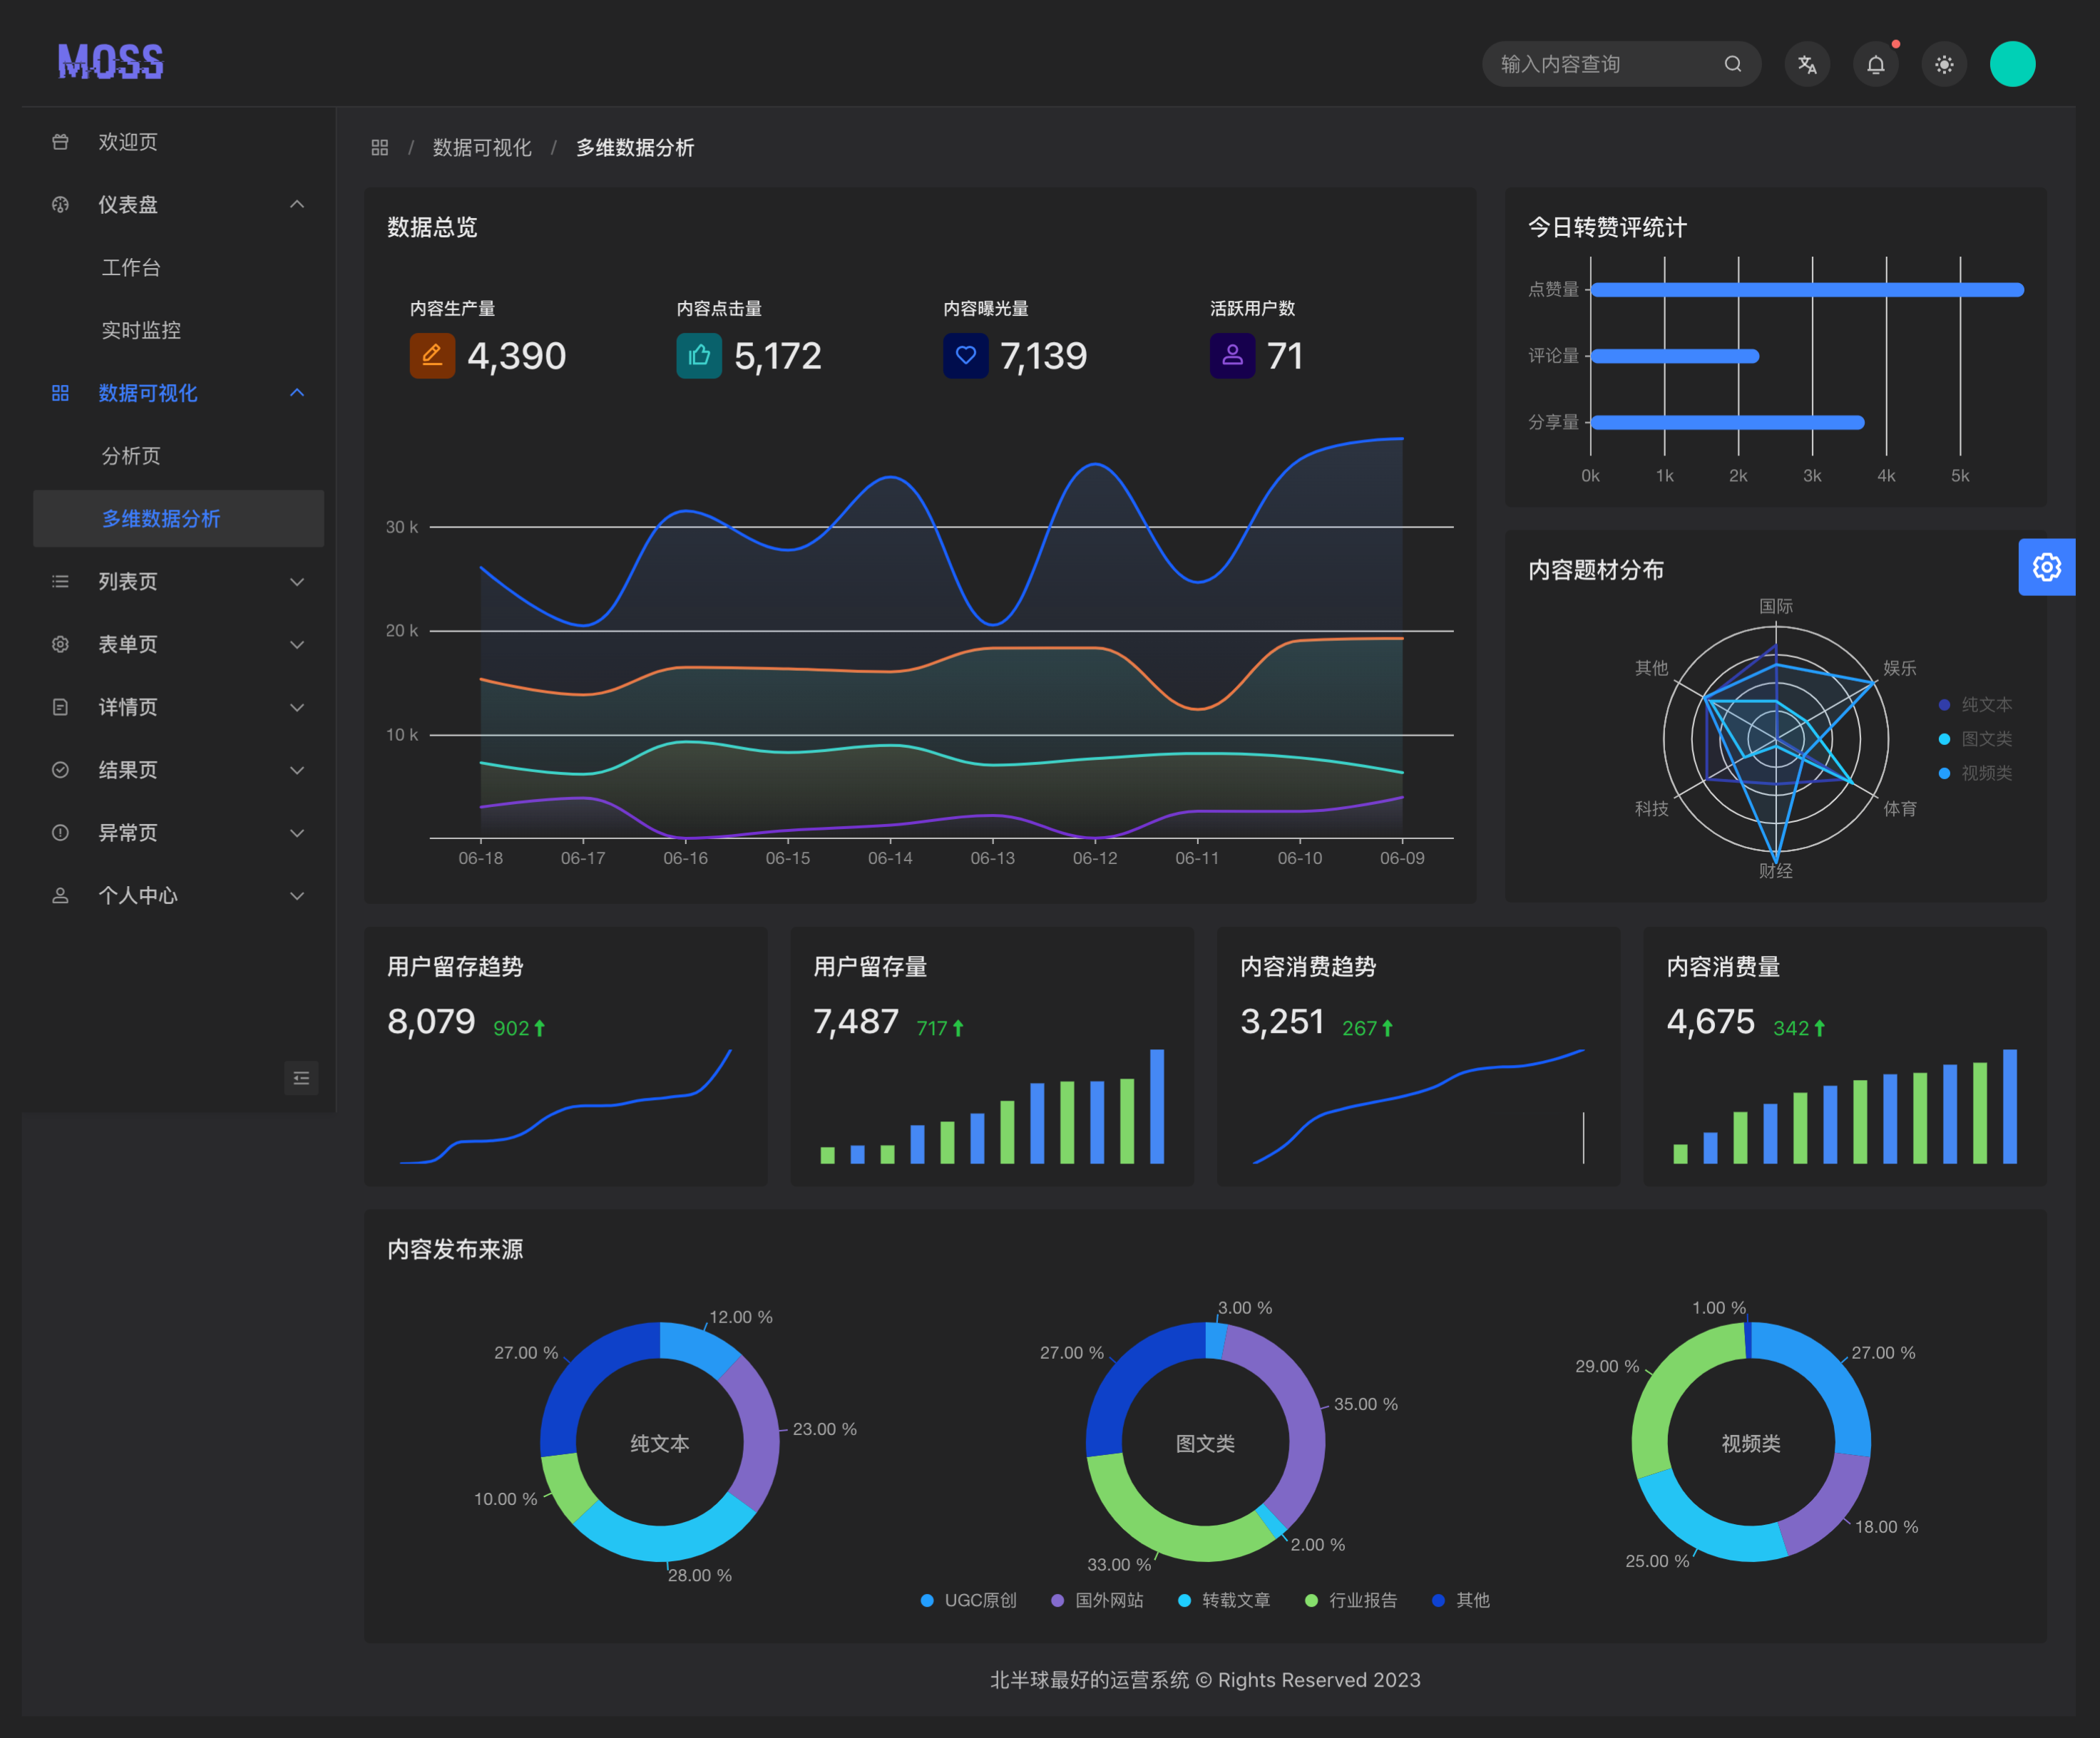 MOSS
输入内容查询
欢迎页
仪表盘
工作台
实时监控
数据可视化
分析页
多维数据分析
列表页
表单页
详情页
结果页
异常页
个人中心
/ 数据可视化 / 多维数据分析
数据总览
内容生产量
4,390
内容点击量
5,172
内容曝光量
7,139
活跃用户数
71
30 k
20 k
10 k
06-18 06-17 06-16 06-15 06-14 06-13 06-12 06-11 06-10 06-09
今日转赞评统计
点赞量
评论量
分享量
0k 1k 2k 3k 4k 5k
内容题材分布
国际
其他
娱乐
科技
体育
财经
纯文本
图文类
视频类
用户留存趋势
8,079 902
用户留存量
7,487 717
内容消费趋势
3,251 267
内容消费量
4,675 342
内容发布来源
12.00 %
27.00 %
23.00 %
纯文本
10.00 %
28.00 %
3.00 %
27.00 %
35.00 %
图文类
2.00 %
33.00 %
1.00 %
27.00 %
29.00 %
视频类
18.00 %
25.00 %
UGC原创 国外网站 转载文章 行业报告 其他
北半球最好的运营系统 © Rights Reserved 2023